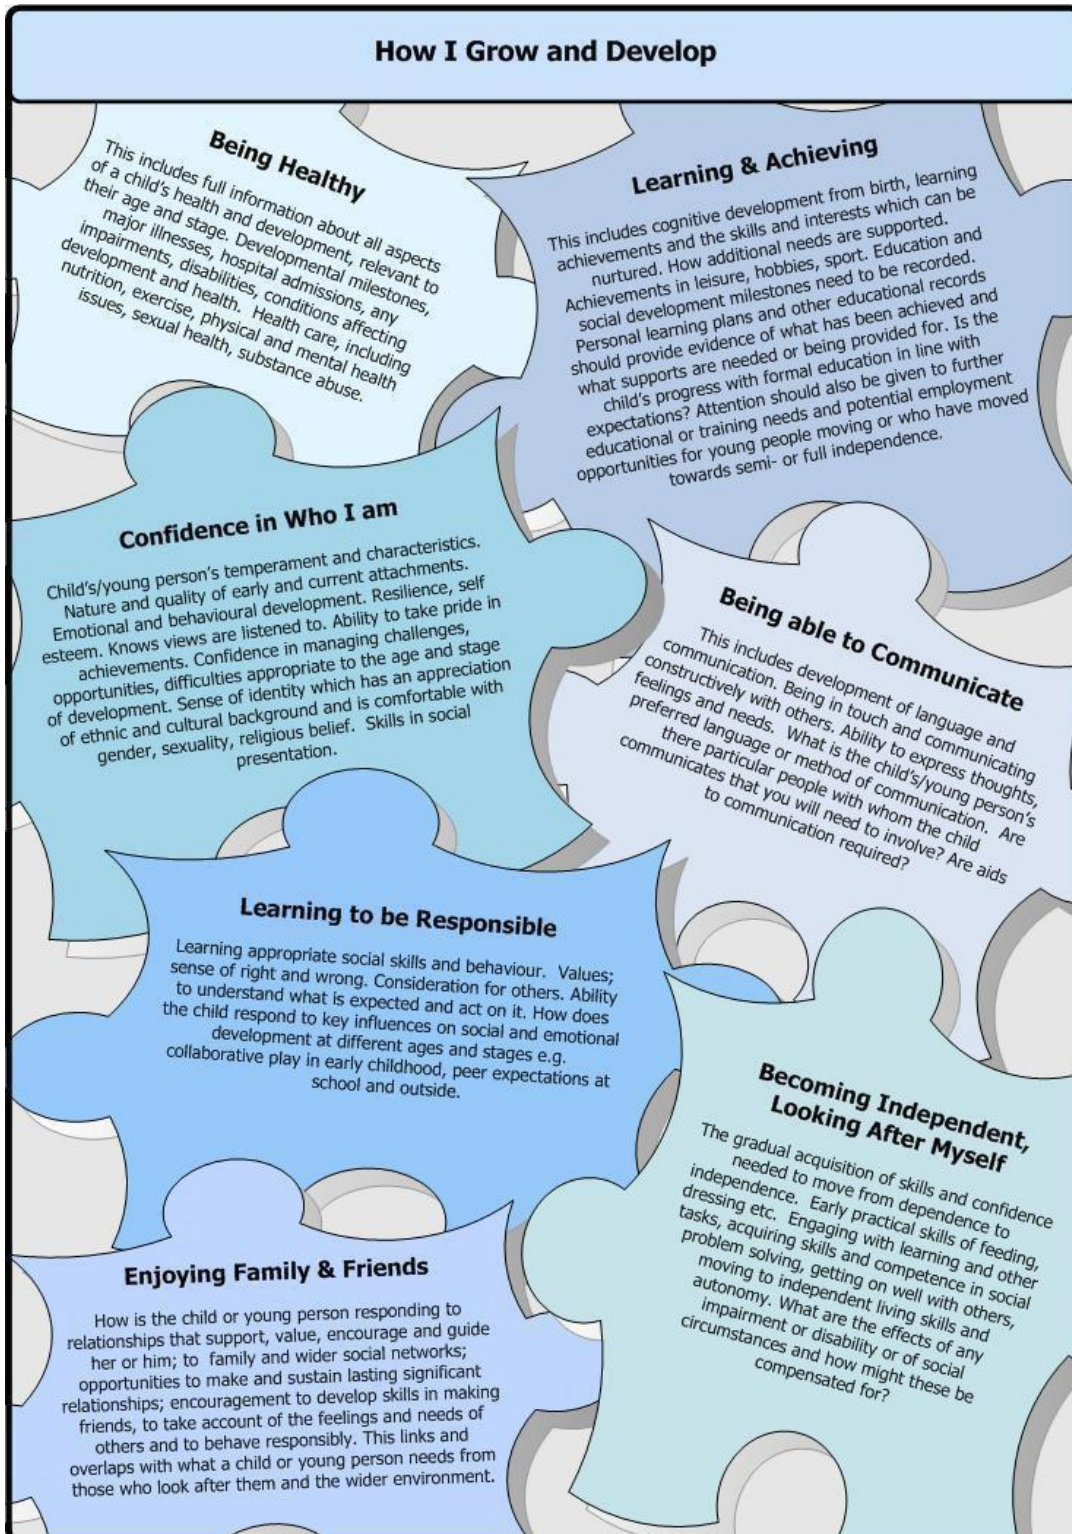 How I Grow and Develop
Being Healthy
This includes full information about all aspects
of a child's health and development, relevant to
their age and stage. Developmental milestones,
major illnesses, hospital admissions, any
impairments, disabilities, conditions affecting
development and health.  Health care, including
nutrition, exercise, physical and mental health
issues, sexual health, substance abuse.
Learning & Achieving
This includes cognitive development from birth, learning
achievements and the skills and interests which can be
nurtured. How additional needs are supported.
Achievements in leisure, hobbies, sport. Education and
social development milestones need to be recorded.
Personal learning plans and other educational records
should provide evidence of what has been achieved and
what supports are needed or being provided for. Is the
child's progress with formal education in line with
expectations? Attention should also be given to further
educational or training needs and potential employment
opportunities for young people moving or who have moved
towards semi- or full independence.
Confidence in Who I am
Child's/young person's temperament and characteristics.
Nature and quality of early and current attachments.
Emotional and behavioural development. Resilience, self
esteem. Knows views are listened to. Ability to take pride in
achievements. Confidence in managing challenges,
opportunities, difficulties appropriate to the age and stage
of development. Sense of identity which has an appreciation
of ethnic and cultural background and is comfortable with
gender, sexuality, religious belief.  Skills in social
presentation.
Being able to Communicate
This includes development of language and
communication. Being in touch and communicating
constructively with others. Ability to express thoughts,
feelings and needs.  What is the child's/young person's
preferred language or method of communication.  Are
there particular people with whom the child
communicates that you will need to involve? Are aids
to communication required?
Learning to be Responsible
Learning appropriate social skills and behaviour.  Values;
sense of right and wrong. Consideration for others. Ability
to understand what is expected and act on it. How does
the child respond to key influences on social and emotional
development at different ages and stages e.g.
collaborative play in early childhood, peer expectations at
school and outside.
Becoming Independent,
Looking After Myself
The gradual acquisition of skills and confidence
needed to move from dependence to
independence.  Early practical skills of feeding,
dressing etc.  Engaging with learning and other
tasks, acquiring skills and competence in social
problem solving, getting on well with others,
moving to independent living skills and
autonomy. What are the effects of any
impairment or disability or of social
circumstances and how might these be
compensated for?
Enjoying Family & Friends
How is the child or young person responding to
relationships that support, value, encourage and guide
her or him; to  family and wider social networks;
opportunities to make and sustain lasting significant
relationships; encouragement to develop skills in making
friends, to take account of the feelings and needs of
others and to behave responsibly. This links and
overlaps with what a child or young person needs from
those who look after them and the wider environment.